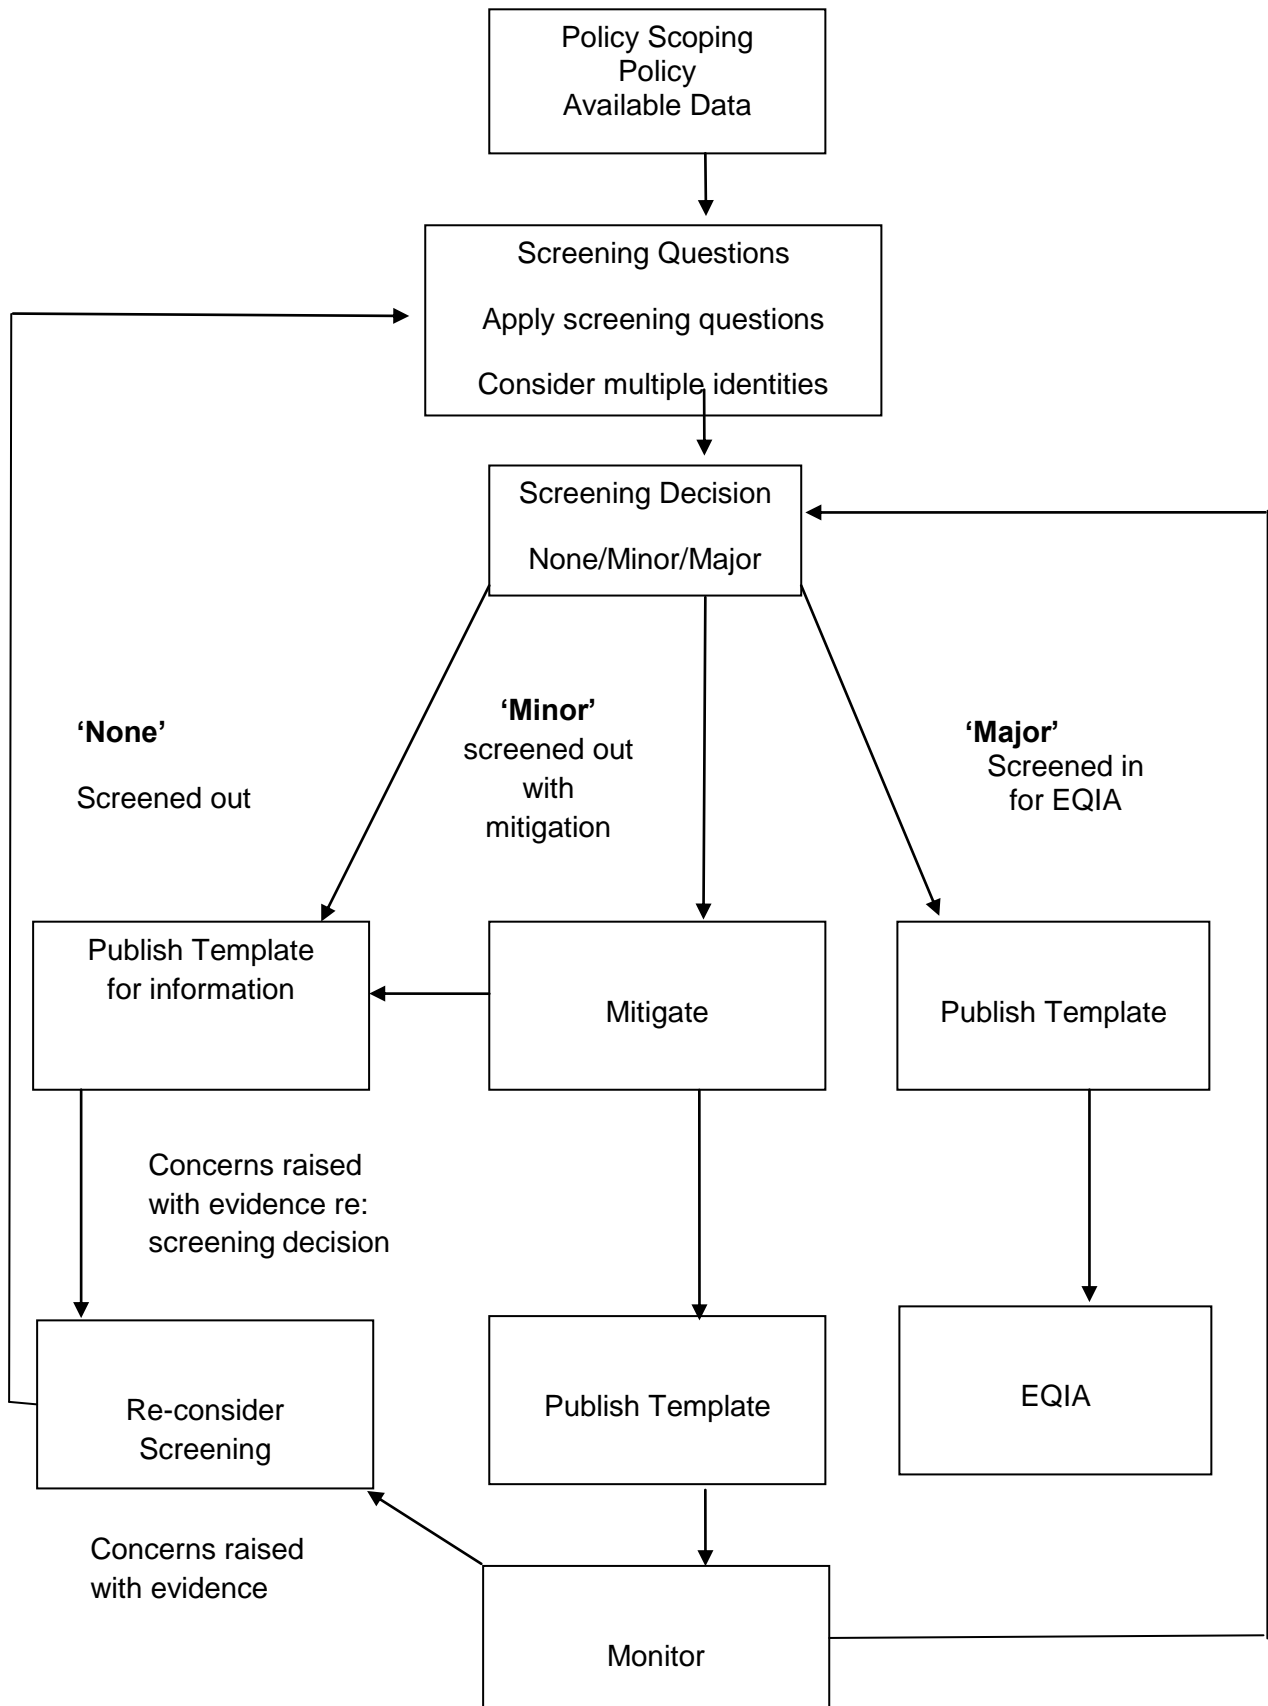 Policy Scoping
Policy
Available Data
Screening Questions
Apply screening questions
Consider multiple identities
Screening Decision
None/Minor/Major
‘None’
Screened out
‘Minor’
screened out
with
mitigation
‘Major’
Screened in
for EQIA
Publish Template
for information
Mitigate
Publish Template
Concerns raised
with evidence re:
screening decision
Re-consider
Screening
Publish Template
EQIA
Concerns raised
with evidence
Monitor